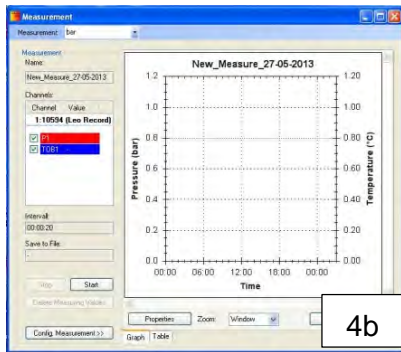 Measurement
Measurement: bar
Measurement
Name:
New_Measure_27-05-2013
Channels:
Channel Value
1:10594 (Leo Record)
P1
TOB1 -
Interval:
00:00:20
Save to File:
-
Stop Start
Delete Measuring Values
Config. Measurement>>
New_Measure_27-05-2013
1.2 1.20
1.0 1.00
0.8 0.80
0.6 0.60
0.4 0.40
0.2 0.20
0.0 0.00
Pressure (bar)
Temperature (°C)
00:00 06:00 12:00 18:00 00:00
Time
Properties Zoom: Window
Graph Table
4b